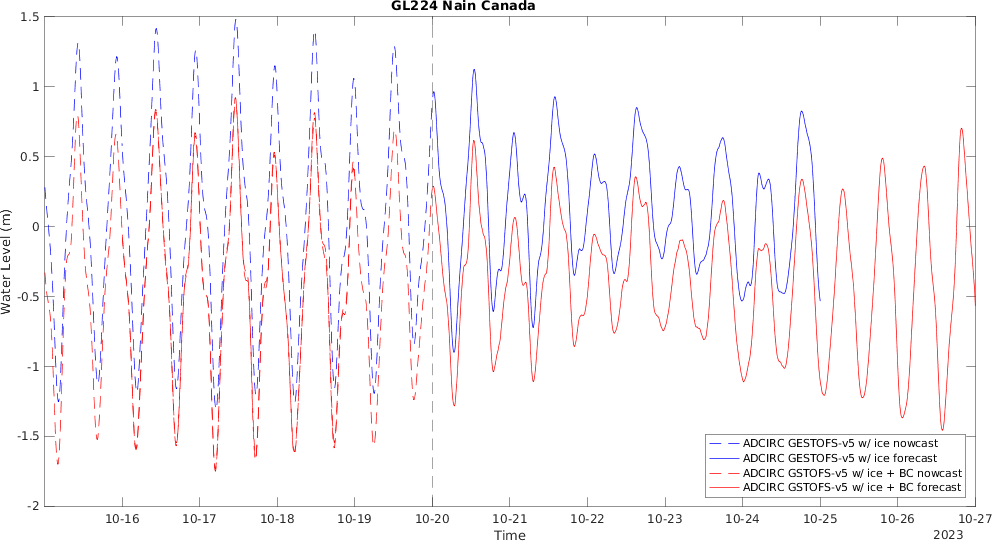 GL224 Nain Canada
1.5
1
0.5
0
-0.5
-1
-1.5
-2
Water Level (m)
ADCIRC GESTOFS-v5 w/ ice nowcast
ADCIRC GESTOFS-v5 w/ ice forecast
ADCIRC GSTOFS-v5 w/ ice + BC nowcast
ADCIRC GSTOFS-v5 w/ ice + BC forecast
10-16 10-17 10-18 10-19 10-20 10-21 10-22 10-23 10-24 10-25 10-26 10-27
Time
2023